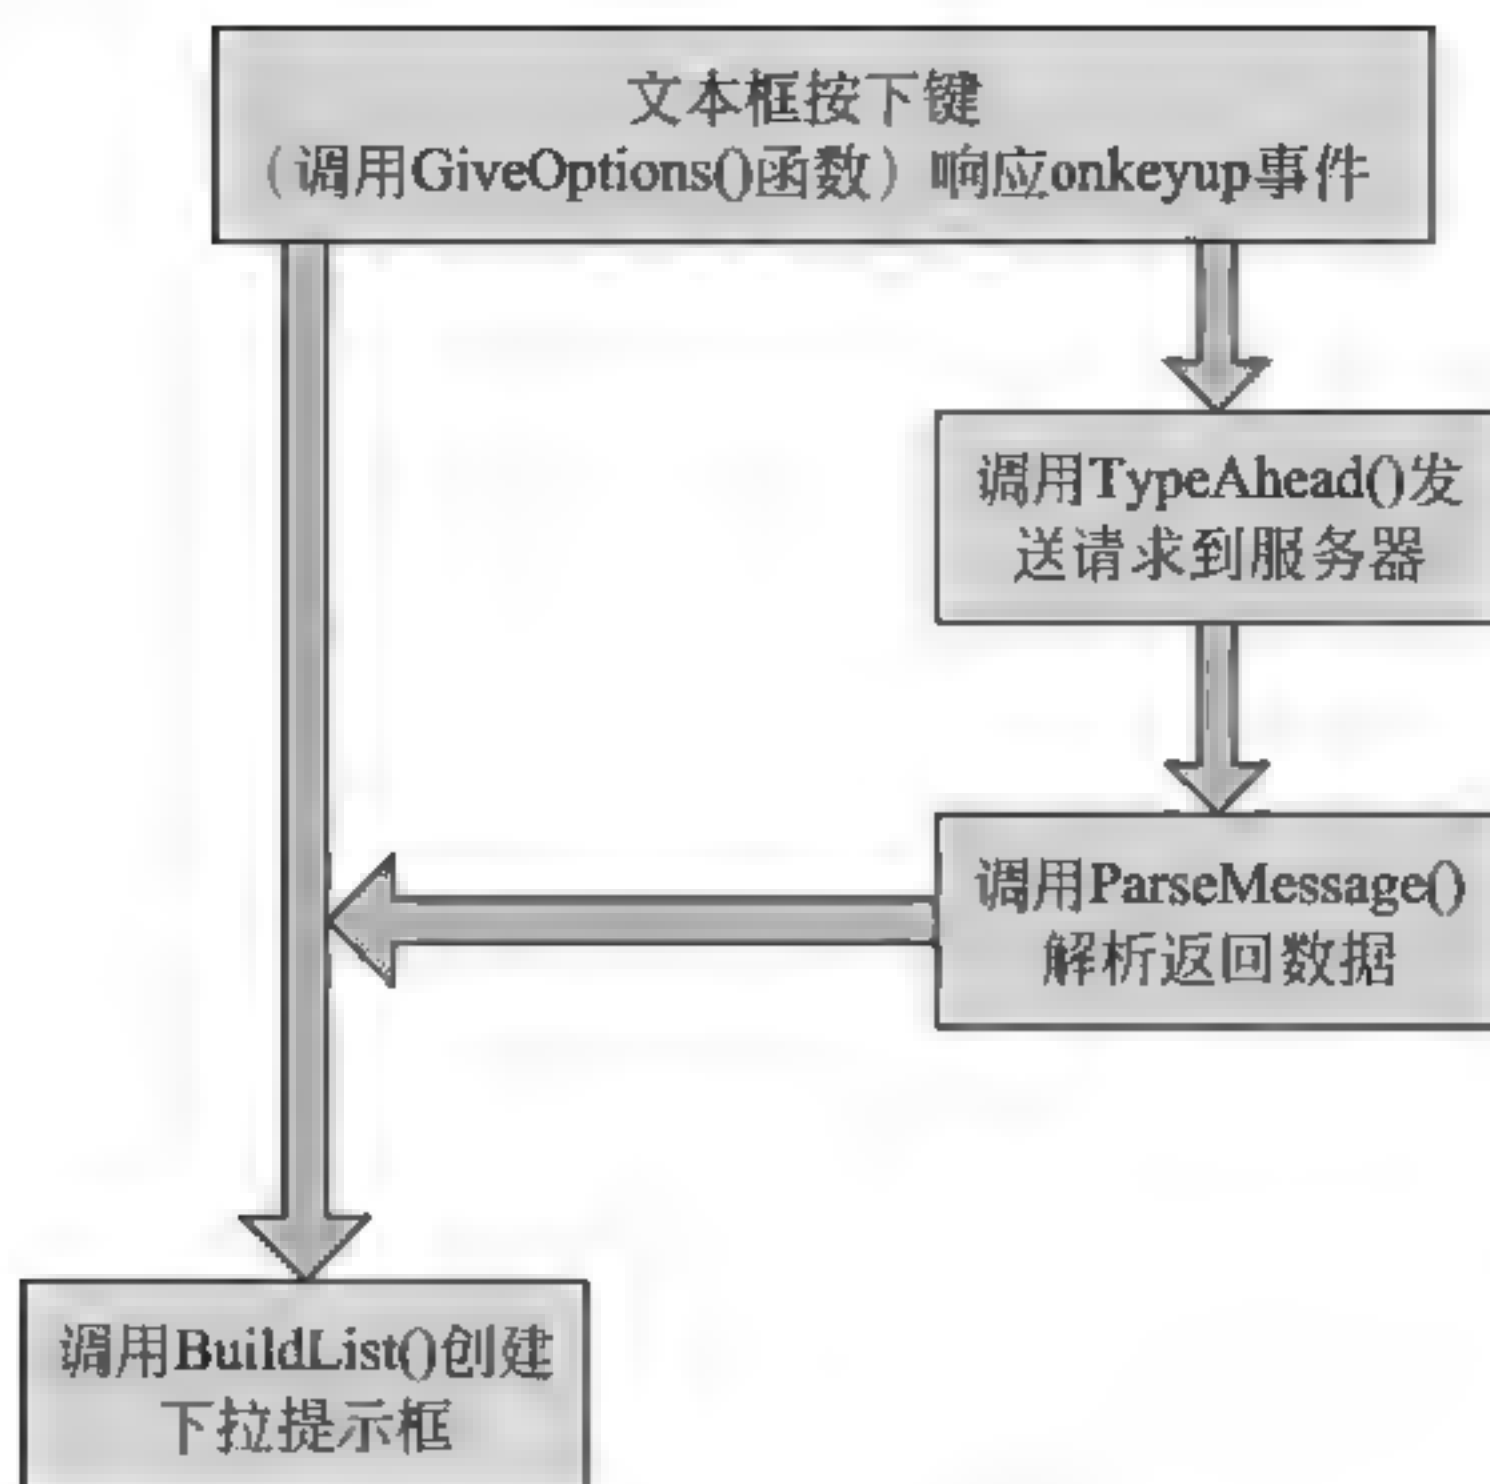 文本框按下键
（调用GiveOptions()函数）响应onkeyup事件
调用TypeAhead()发
送请求到服务器
调用ParseMessage()
解析返回数据
调用BuildList()创建
下拉提示框